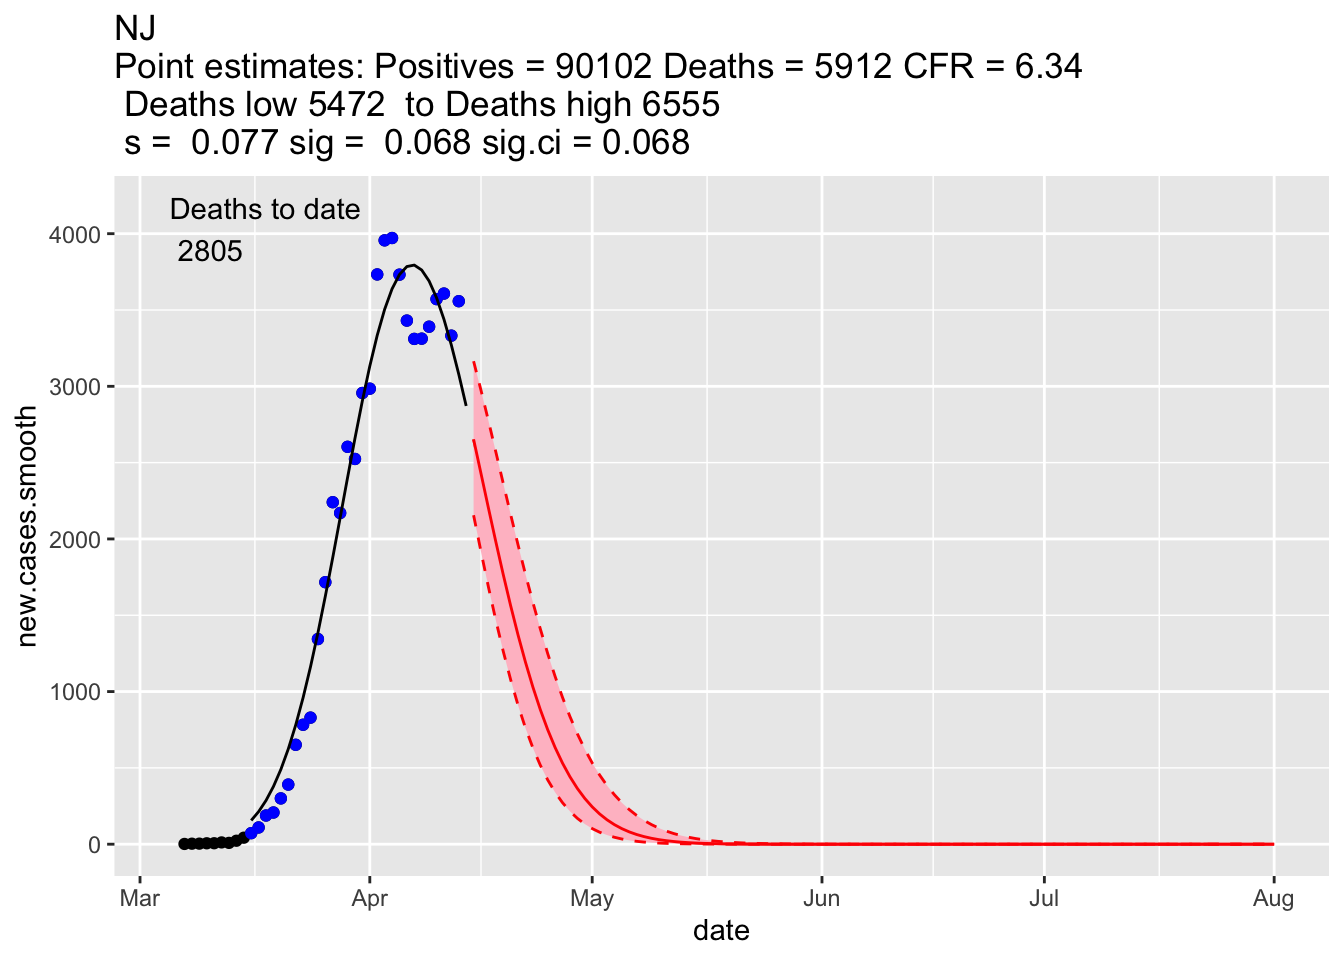 NJ
Point estimates: Positives = 90102 Deaths = 5912 CFR = 6.34
Deaths low 5472  to Deaths high 6555
s =  0.077 sig =  0.068 sig.ci = 0.068
Deaths to date
2805
4000
3000
2000
1000
0
new.cases.smooth
Mar Apr May Jun Jul Aug
date